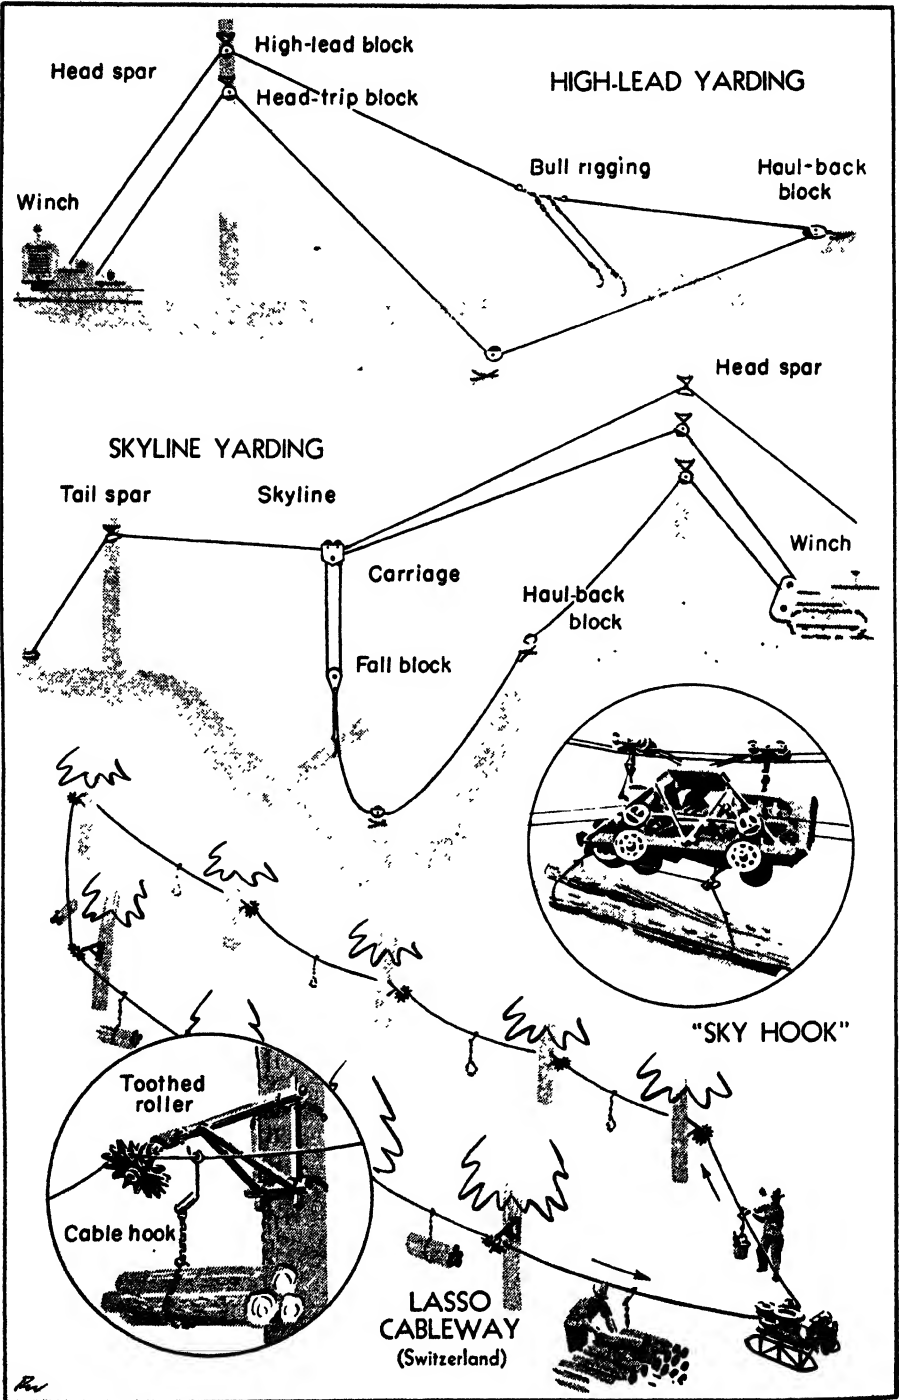 High-lead block
Head spar
HIGH-LEAD YARDING
Head-trip block
Bull rigging
Haul-back
block
Winch
Head spar
SKYLINE YARDING
Tail spar
Skyline
Winch
Carriage
Haul-back
block
Fall block
"SKY HOOK"
Toothed
roller
Cable hook
LASSO
CABLEWAY
(Switzerland)